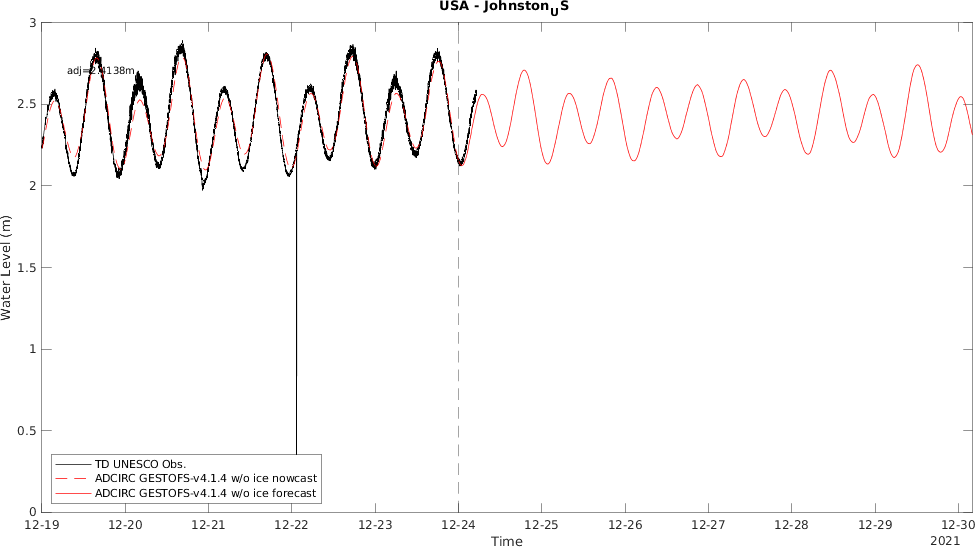 USA - JohnstonUS
3
adj=2.4138m
2.5
2
1.5
1
0.5
0
Water Level (m)
TD UNESCO Obs.
ADCIRC GESTOFS-v4.1.4 w/o ice nowcast
ADCIRC GESTOFS-v4.1.4 w/o ice forecast
12-19 12-20 12-21 12-22 12-23 12-24 12-25 12-26 12-27 12-28 12-29 12-30
Time
2021